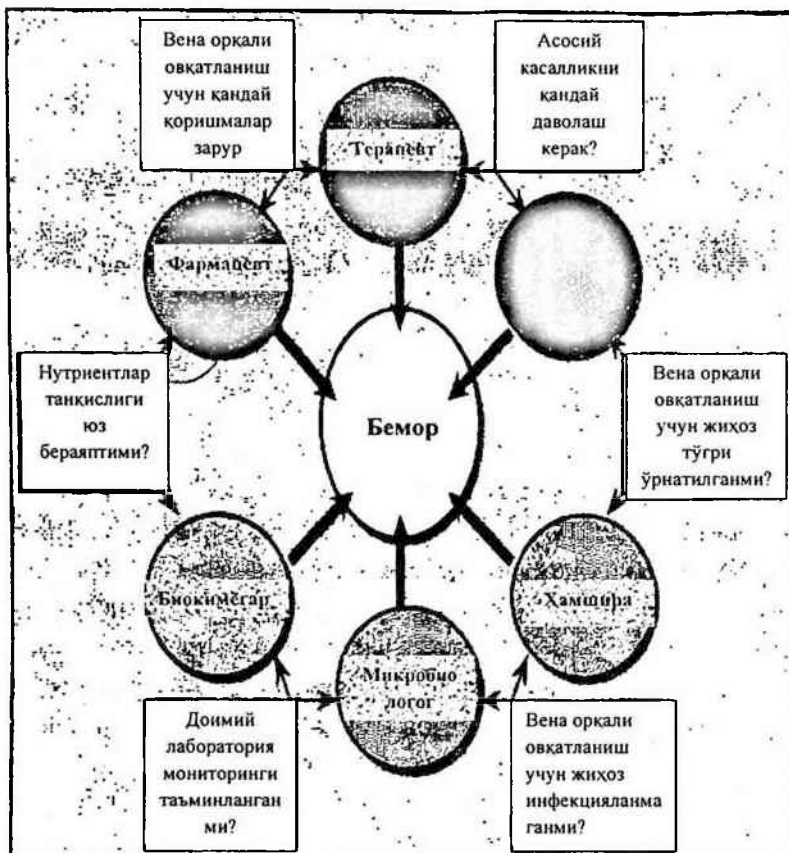 Вена орқали
овқатланиш
учун қандай
қоришмалар
зарур
Асосий
касалликни
қандай
даволаш
керак?
Терапевт
Фармацевт
Нутриентлар
танқислиги
юз
бераяптими?
Бемор
Вена орқали
овқатланиш
учун жиҳоз
тўғри
ўрнатилганми?
Биокимёгар
Ҳамшира
Микробио
логог
Доимий
лаборатория
мониторинги
таъминланган
ми?
Вена орқали
овқатланиш
учун жиҳоз
инфекцияланма
ганми?